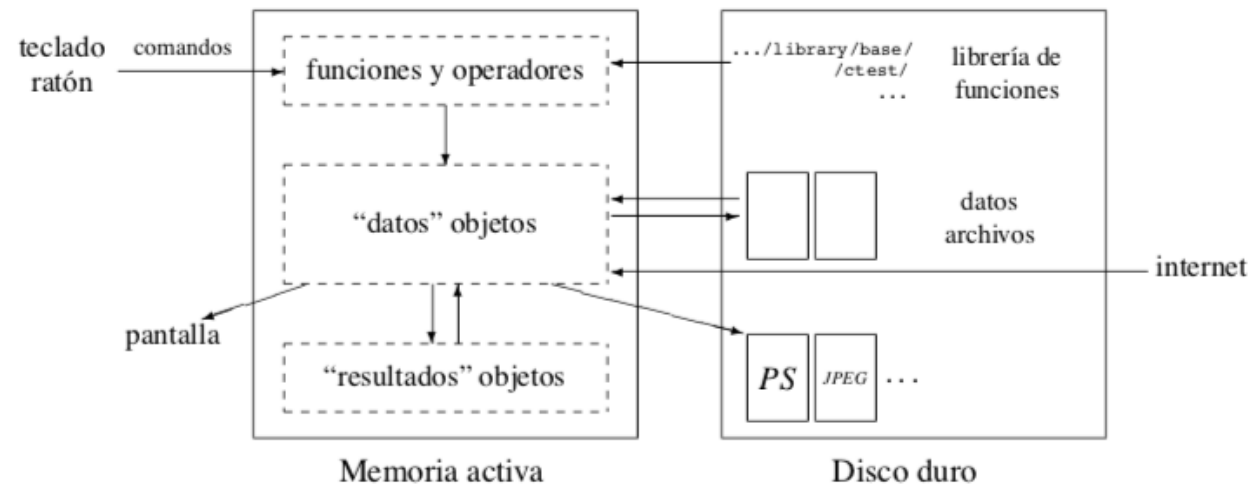 teclado
ratón
comandos
funciones y operadores
.../library/base/
/ctest/
...
librería de
funciones
“datos” objetos
datos
archivos
internet
pantalla
“resultados” objetos
PS
JPEG
...
Memoria activa
Disco duro